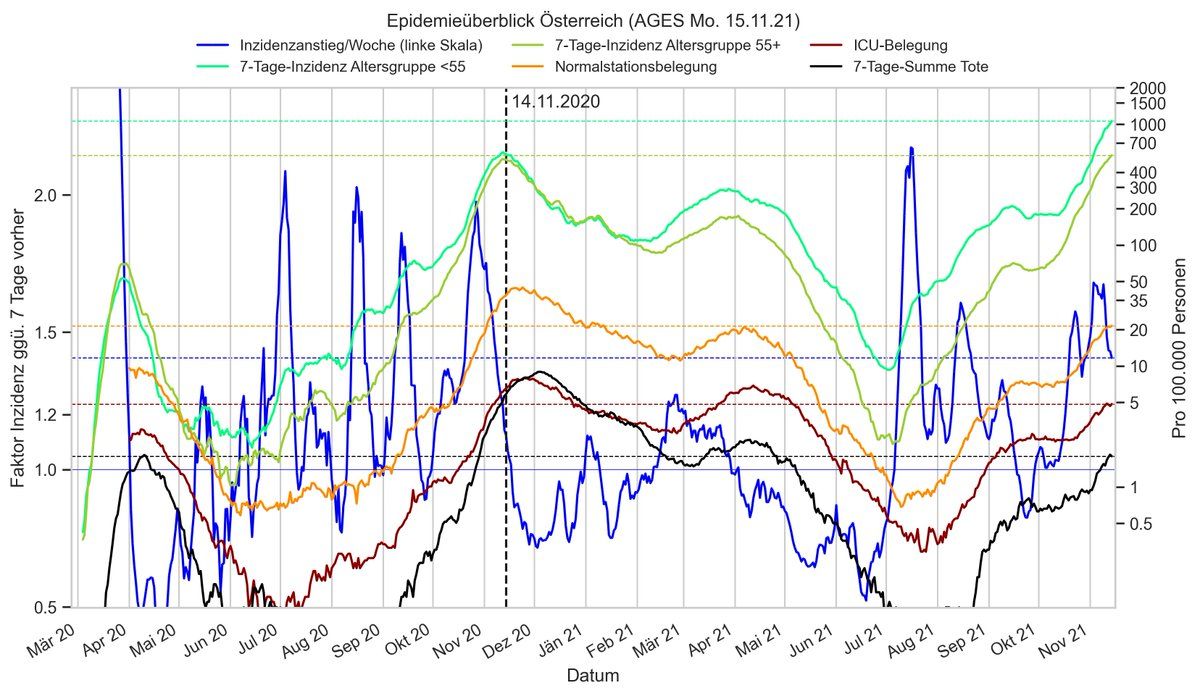 Epidemieüberblick Österreich (AGES Mo. 15.11.21)
Inzidenzanstieg/Woche (linke Skala)
7-Tage-Inzidenz Altersgruppe <55
7-Tage-Inzidenz Altersgruppe 55+
Normalstationsbelegung
ICU-Belegung
7-Tage-Summe Tote
14.11.2020
Faktor Inzidenz ggü. 7 Tage vorher
2.0
1.5
1.2
1.0
0.5
2000
1500
1000
700
400
300
200
100
50
35
20
10
5
1
0.5
Pro 100.000 Personen
Mär 20
Apr 20
Mai 20
Jun 20
Jul 20
Aug 20
Sep 20
Okt 20
Nov 20
Dez 20
Jän 21
Feb 21
Mär 21
Apr 21
Mai 21
Jun 21
Jul 21
Aug 21
Sep 21
Okt 21
Nov 21
Datum